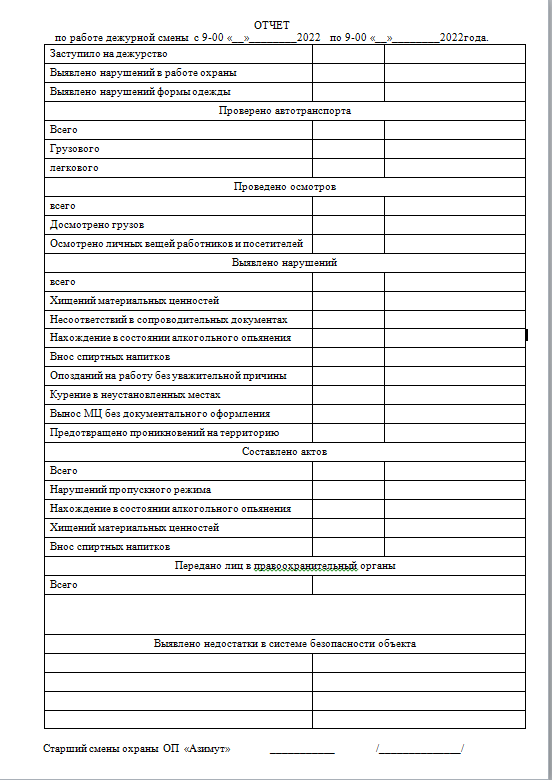 ОТЧЕТ
по работе дежурной смены с 9-00 «__»_________2022 по 9-00 «__»_________2022года.
Заступило на дежурство
Выявлено нарушений в работе охраны
Выявлено нарушений формы одежды
Проверено автотранспорта
Всего
Грузового
легкового
Проведено осмотров
всего
Досмотрено грузов
Осмотрено личных вещей работников и посетителей
Выявлено нарушений
всего
Хищений материальных ценностей
Несоответствий в сопроводительных документах
Нахождение в состоянии алкогольного опьянения
Внос спиртных напитков
Опозданий на работу без уважительной причины
Курение в неустановленных местах
Вынос МЦ без документального оформления
Предотвращено проникновений на территорию
Составлено актов
Всего
Нарушений пропускного режима
Нахождение в состоянии алкогольного опьянения
Хищений материальных ценностей
Внос спиртных напитков
Передано лиц в правоохранительный органы
Всего
Выявлено недостатки в системе безопасности объекта
Старший смены охраны ОП «Азимут» ____________ /_______________/